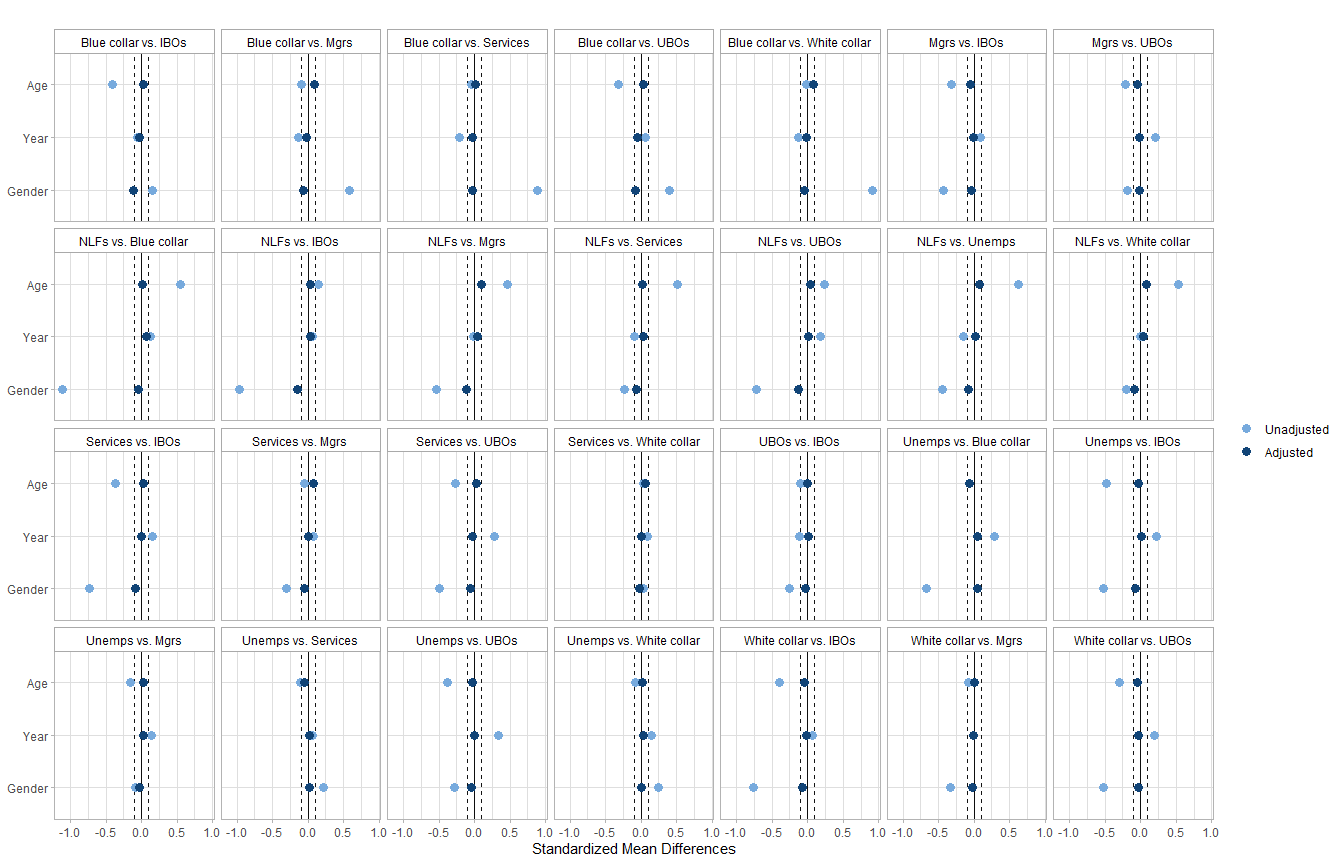 Blue collar vs. IBOs
Blue collar vs. Mgrs
Blue collar vs. Services
Blue collar vs. UBOs
Blue collar vs. White collar
Mgrs vs. IBOs
Mgrs vs. UBOs
Age
Year
Gender
NLFs vs. Blue collar
NLFs vs. IBOs
NLFs vs. Mgrs
NLFs vs. Services
NLFs vs. UBOs
NLFs vs. Unemps
NLFs vs. White collar
Age
Year
Gender
Services vs. IBOs
Services vs. Mgrs
Services vs. UBOs
Services vs. White collar
UBOs vs. IBOs
Unemps vs. Blue collar
Unemps vs. IBOs
Age
Year
Gender
Unemps vs. Mgrs
Unemps vs. Services
Unemps vs. UBOs
Unemps vs. White collar
White collar vs. IBOs
White collar vs. Mgrs
White collar vs. UBOs
Age
Year
Gender
-1.0 -0.5 0.0 0.5 1.0
-1.0 -0.5 0.0 0.5 1.0
-1.0 -0.5 0.0 0.5 1.0
-1.0 -0.5 0.0 0.5 1.0
-1.0 -0.5 0.0 0.5 1.0
-1.0 -0.5 0.0 0.5 1.0
-1.0 -0.5 0.0 0.5 1.0
Standardized Mean Differences
Unadjusted
Adjusted